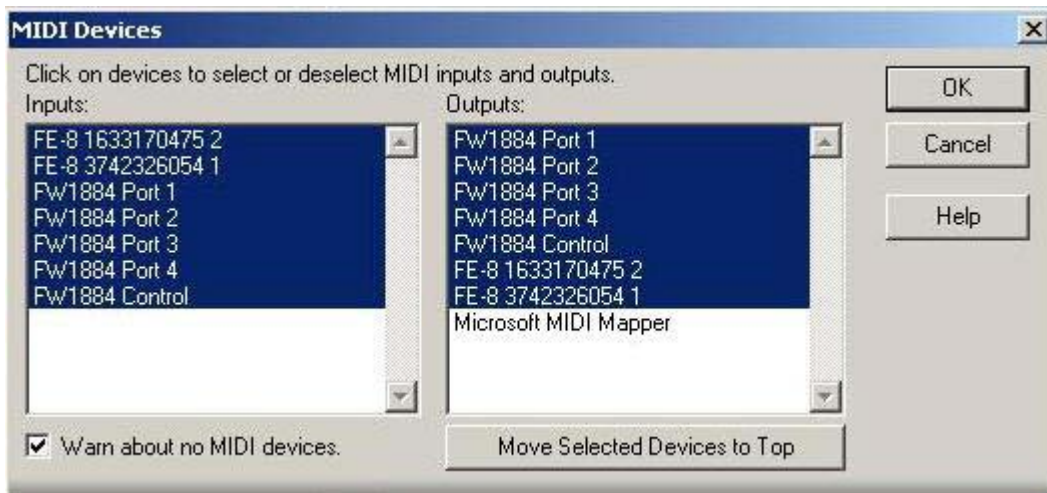 MIDI Devices
Click on devices to select or deselect MIDI inputs and outputs.
Inputs:
FE-8 1633170475 2
FE-8 3742326054 1
FW1884 Port 1
FW1884 Port 2
FW1884 Port 3
FW1884 Port 4
FW1884 Control
Warn about no MIDI devices.
Outputs:
FW1884 Port 1
FW1884 Port 2
FW1884 Port 3
FW1884 Port 4
FW1884 Control
FE-8 1633170475 2
FE-8 3742326054 1
Microsoft MIDI Mapper
Move Selected Devices to Top
OK
Cancel
Help